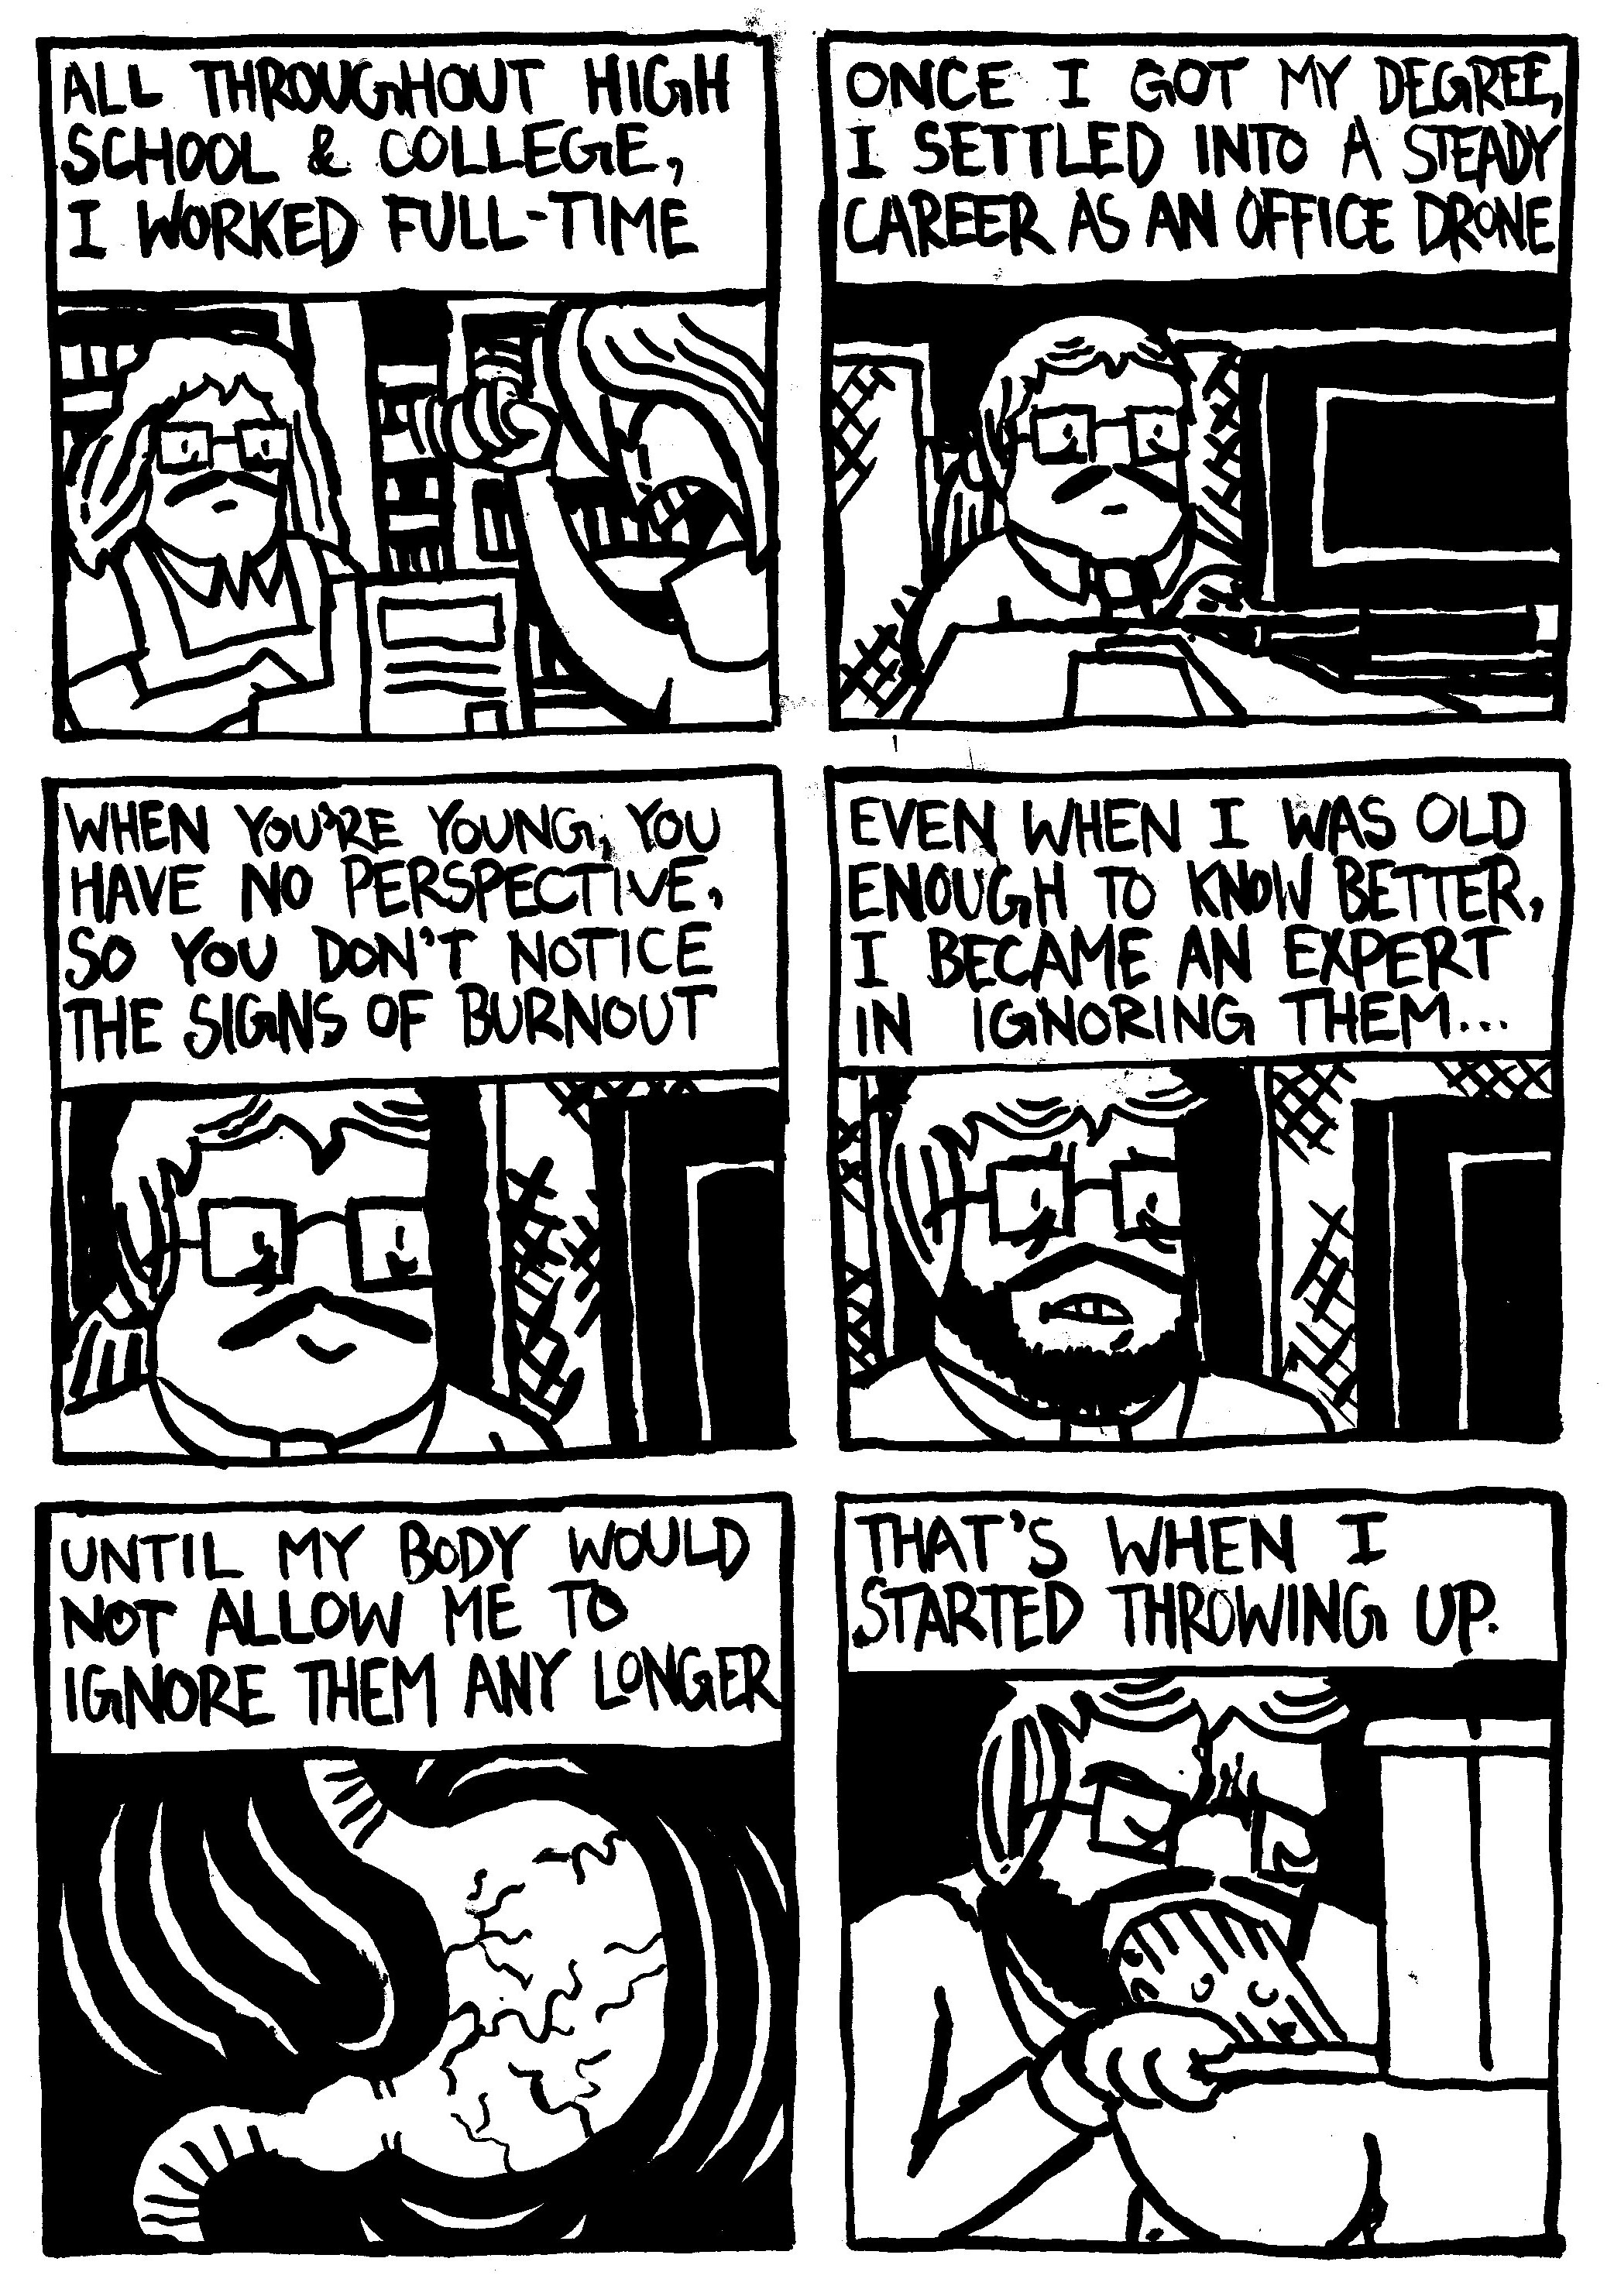 ALL THROUGHOUT HIGH
SCHOOL & COLLEGE,
I WORKED FULL-TIME
ONCE I GOT MY DEGREE,
I SETTLED INTO A STEADY
CAREER AS AN OFFICE DRONE
WHEN YOU'RE YOUNG, YOU
HAVE NO PERSPECTIVE,
SO YOU DON'T NOTICE
THE SIGNS OF BURNOUT
EVEN WHEN I WAS OLD
ENOUGH TO KNOW BETTER,
I BECAME AN EXPERT
IN IGNORING THEM...
UNTIL MY BODY WOULD
NOT ALLOW ME TO
IGNORE THEM ANY LONGER
THAT'S WHEN I
STARTED THROWING UP.